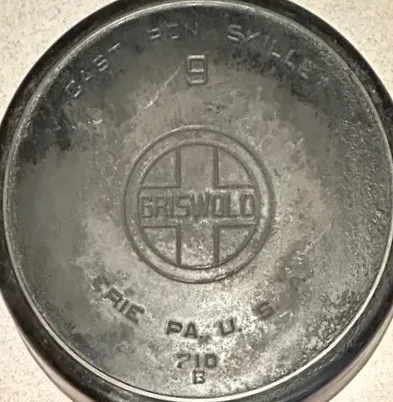 CAST IRON SKILLET
9
GRISWOLD
ERIE PA., U. S. A.
710
B